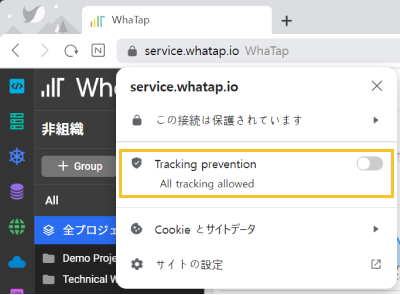 WhaTap
service.whatap.io WhaTap
Wha
service.whatap.io
この接続は保護されています
非組織
+ Group
Tracking prevention
All tracking allowed
All
Cookie とサイトデータ
全プロジェ
Demo Proje
サイトの設定
Technical W